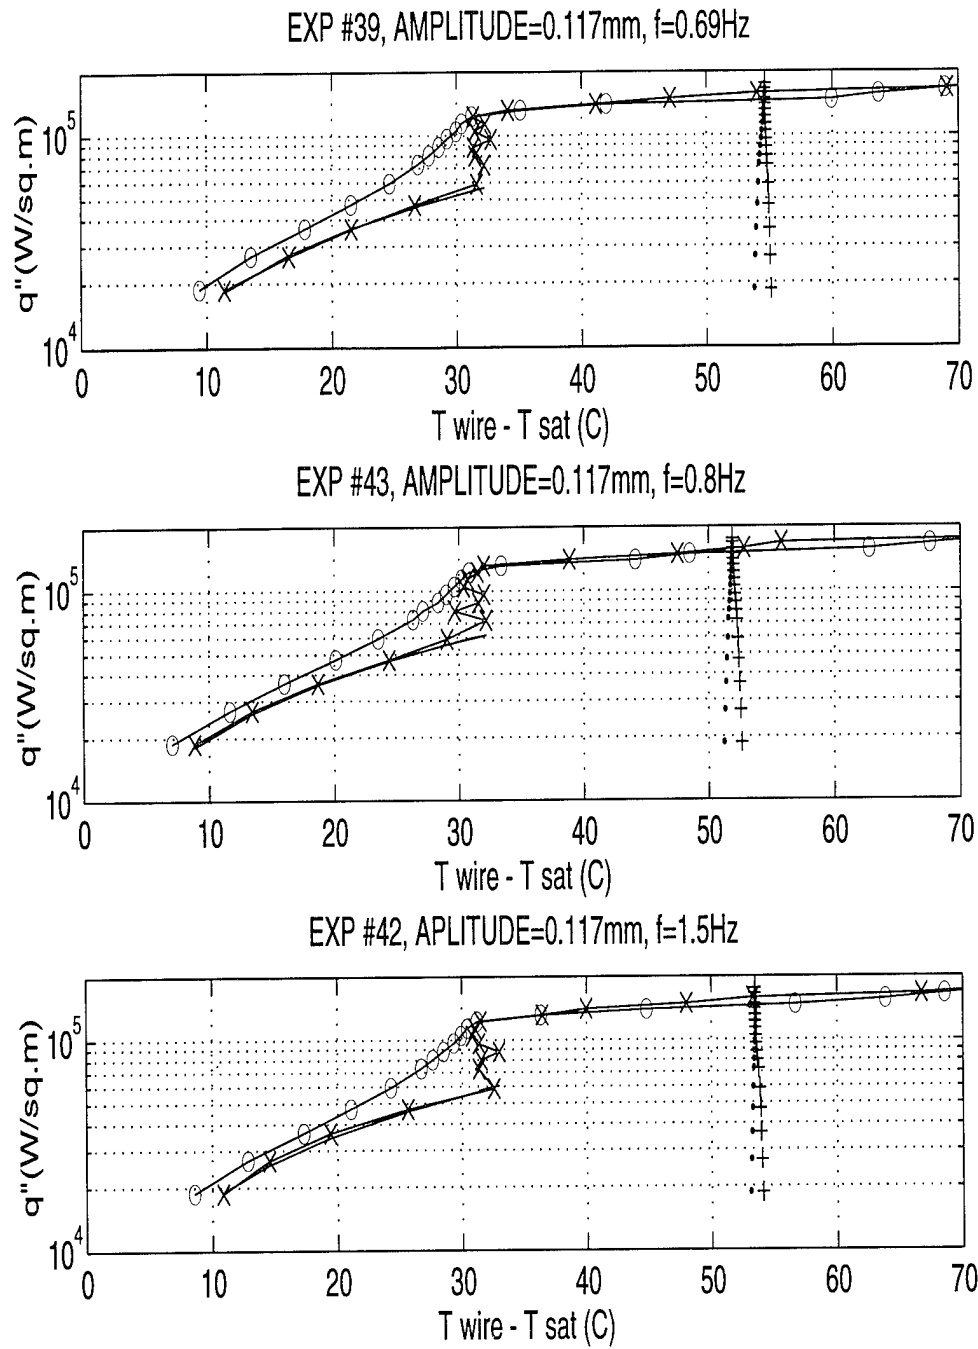 EXP #39, AMPLITUDE=0.117mm, f=0.69Hz
q"(W/sq.m)
10^5
10^4
0 10 20 30 40 50 60 70
T wire - T sat (C)
EXP #43, AMPLITUDE=0.117mm, f=0.8Hz
q"(W/sq.m)
10^5
10^4
0 10 20 30 40 50 60 70
T wire - T sat (C)
EXP #42, APLITUDE=0.117mm, f=1.5Hz
q"(W/sq.m)
10^5
10^4
0 10 20 30 40 50 60 70
T wire - T sat (C)